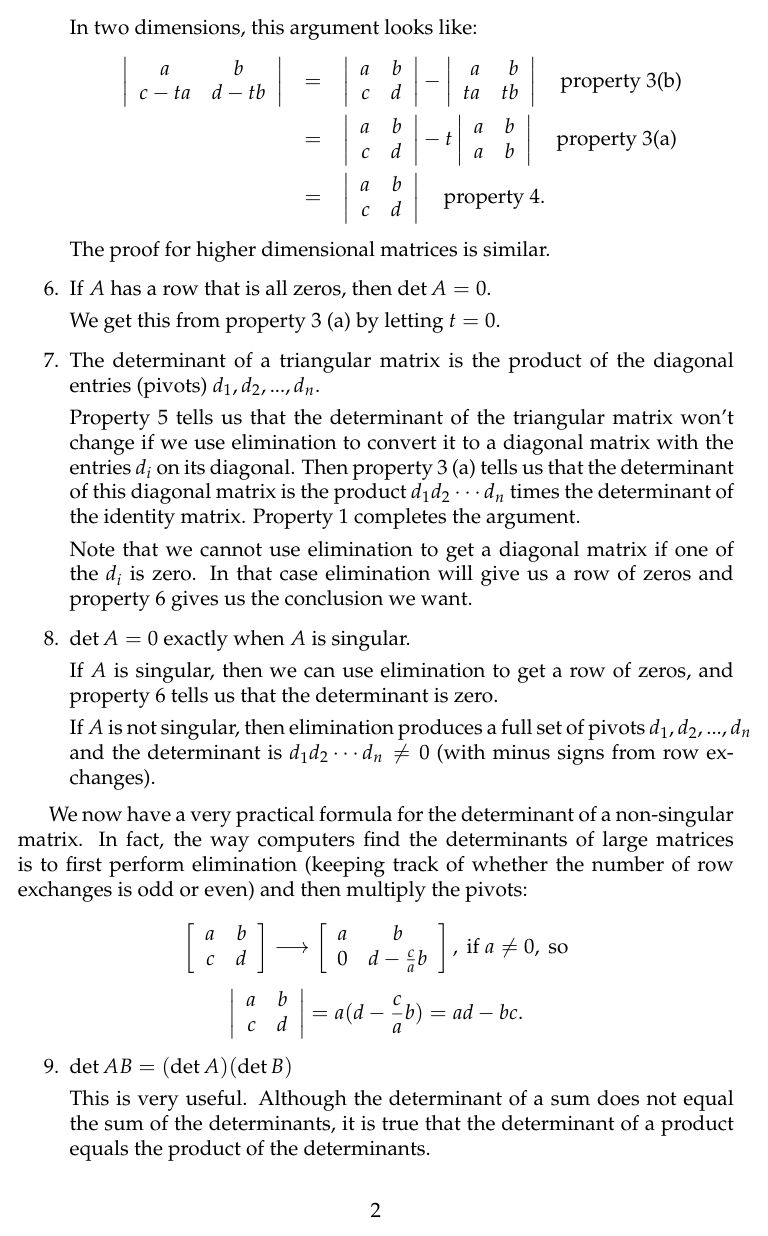 In two dimensions, this argument looks like:
| a b | = | a b | − | a b | property 3(b)
| c − ta d − tb | | c d | | ta tb |
= | a b | − t | a b | property 3(a)
| c d | | a b |
= | a b | property 4.
| c d |
The proof for higher dimensional matrices is similar.
6. If A has a row that is all zeros, then det A = 0.
We get this from property 3 (a) by letting t = 0.
7. The determinant of a triangular matrix is the product of the diagonal
entries (pivots) d₁, d₂, ..., dₙ.
Property 5 tells us that the determinant of the triangular matrix won't
change if we use elimination to convert it to a diagonal matrix with the
entries dᵢ on its diagonal. Then property 3 (a) tells us that the determinant
of this diagonal matrix is the product d₁d₂ · · · dₙ times the determinant of
the identity matrix. Property 1 completes the argument.
Note that we cannot use elimination to get a diagonal matrix if one of
the dᵢ is zero. In that case elimination will give us a row of zeros and
property 6 gives us the conclusion we want.
8. det A = 0 exactly when A is singular.
If A is singular, then we can use elimination to get a row of zeros, and
property 6 tells us that the determinant is zero.
If A is not singular, then elimination produces a full set of pivots d₁, d₂, ..., dₙ
and the determinant is d₁d₂ · · · dₙ ≠ 0 (with minus signs from row ex-
changes).
We now have a very practical formula for the determinant of a non-singular
matrix. In fact, the way computers find the determinants of large matrices
is to first perform elimination (keeping track of whether the number of row
exchanges is odd or even) and then multiply the pivots:
[ a b ] ⟶ [ a b ] , if a ≠ 0, so
[ c d ] [ 0 d − c/a b ]
| a b | = a(d − c/a b) = ad − bc.
| c d |
9. det AB = (det A)(det B)
This is very useful. Although the determinant of a sum does not equal
the sum of the determinants, it is true that the determinant of a product
equals the product of the determinants.
2